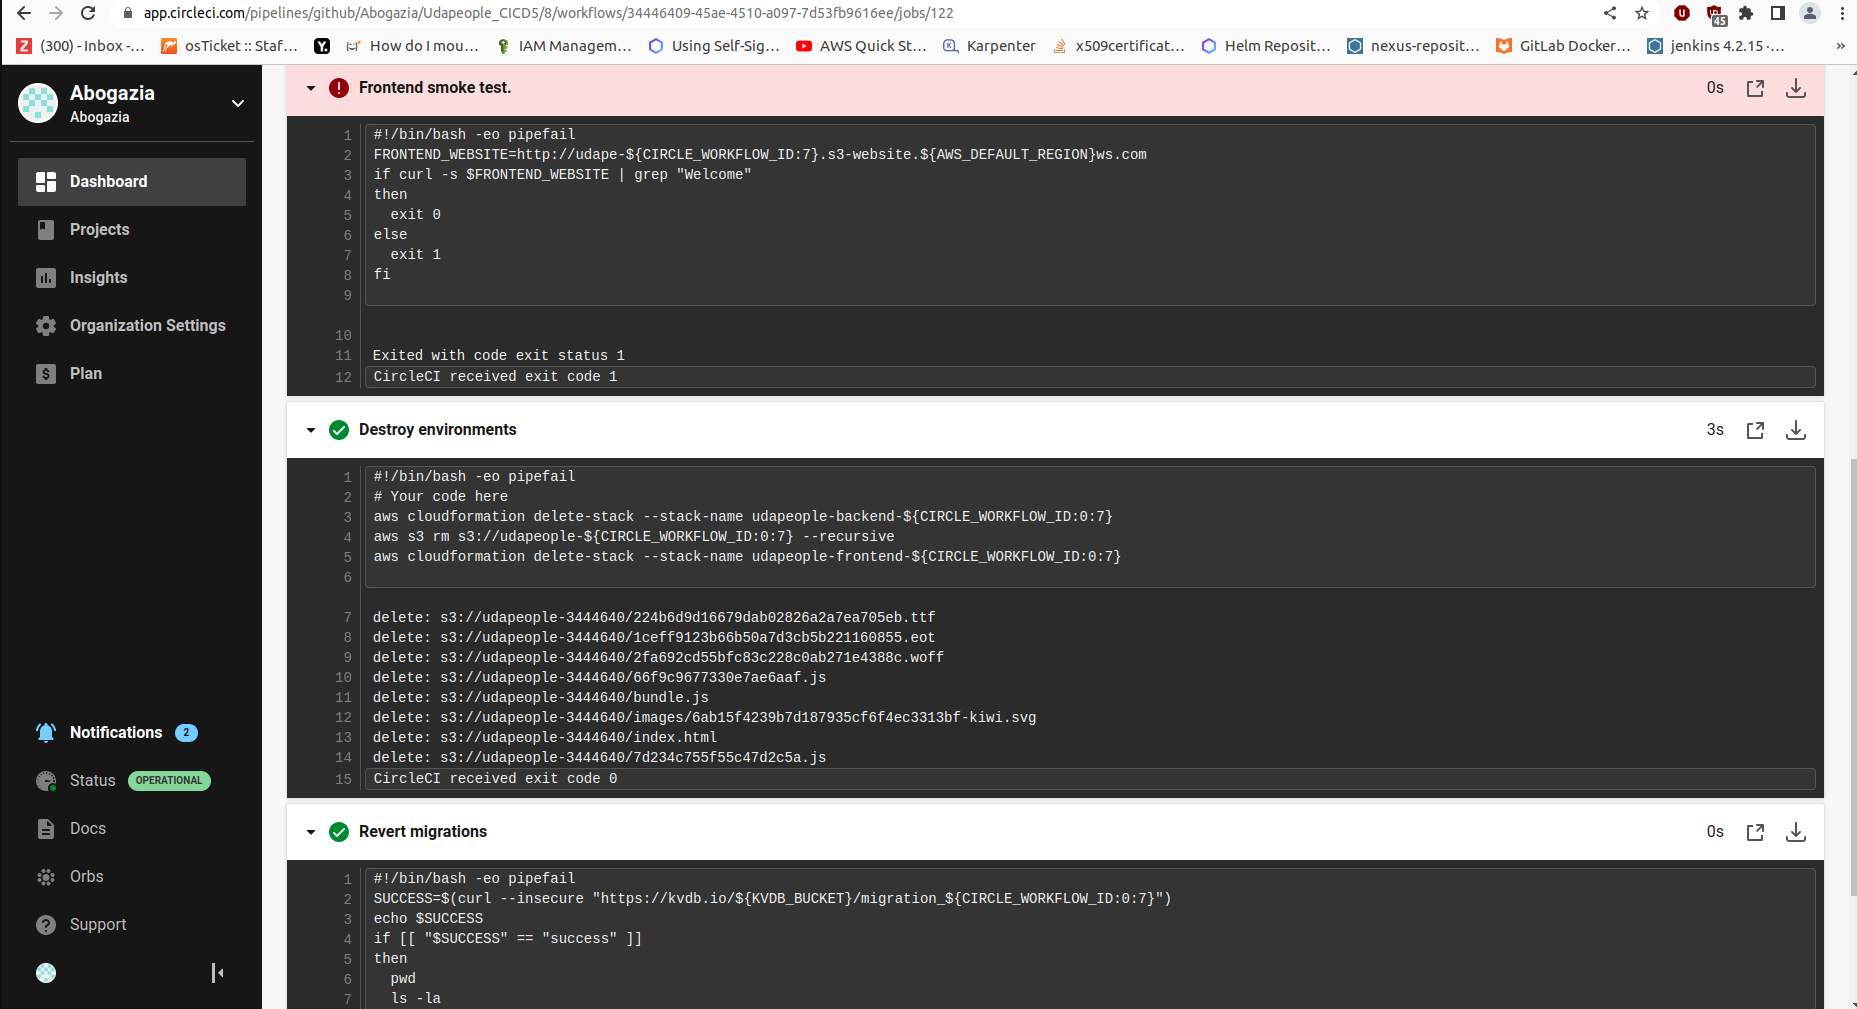 app.circleci.com/pipelines/github/Abogazia/Udapeople_CICD5/8/workflows/34446409-45ae-4510-a097-7d53fb9616ee/jobs/122
45
(300) - Inbox -...
osTicket :: Staf...
How do I mou...
IAM Managem...
Using Self-Sig...
AWS Quick St...
Karpenter
x509certificat...
Helm Reposit...
nexus-reposit...
GitLab Docker...
jenkins 4.2.15 -...
»
Abogazia
Abogazia
Dashboard
Projects
Insights
Organization Settings
Plan
Notifications 2
Status OPERATIONAL
Docs
Orbs
Support
Frontend smoke test. 0s
1 #!/bin/bash -eo pipefail
2 FRONTEND_WEBSITE=http://udape-${CIRCLE_WORKFLOW_ID:7}.s3-website.${AWS_DEFAULT_REGION}ws.com
3 if curl -s $FRONTEND_WEBSITE | grep "Welcome"
4 then
5 exit 0
6 else
7 exit 1
8 fi
9
10
11 Exited with code exit status 1
12 CircleCI received exit code 1
Destroy environments 3s
1 #!/bin/bash -eo pipefail
2 # Your code here
3 aws cloudformation delete-stack --stack-name udapeople-backend-${CIRCLE_WORKFLOW_ID:0:7}
4 aws s3 rm s3://udapeople-${CIRCLE_WORKFLOW_ID:0:7} --recursive
5 aws cloudformation delete-stack --stack-name udapeople-frontend-${CIRCLE_WORKFLOW_ID:0:7}
6
7 delete: s3://udapeople-3444640/224b6d9d16679dab02826a2a7ea705eb.ttf
8 delete: s3://udapeople-3444640/1ceff9123b66b50a7d3cb5b221160855.eot
9 delete: s3://udapeople-3444640/2fa692cd55bfc83c228c0ab271e4388c.woff
10 delete: s3://udapeople-3444640/66f9c9677330e7ae6aaf.js
11 delete: s3://udapeople-3444640/bundle.js
12 delete: s3://udapeople-3444640/images/6ab15f4239b7d187935cf6f4ec3313bf-kiwi.svg
13 delete: s3://udapeople-3444640/index.html
14 delete: s3://udapeople-3444640/7d234c755f55c47d2c5a.js
15 CircleCI received exit code 0
Revert migrations 0s
1 #!/bin/bash -eo pipefail
2 SUCCESS=$(curl --insecure "https://kvdb.io/${KVDB_BUCKET}/migration_${CIRCLE_WORKFLOW_ID:0:7}")
3 echo $SUCCESS
4 if [[ "$SUCCESS" == "success" ]]
5 then
6 pwd
7 ls -la